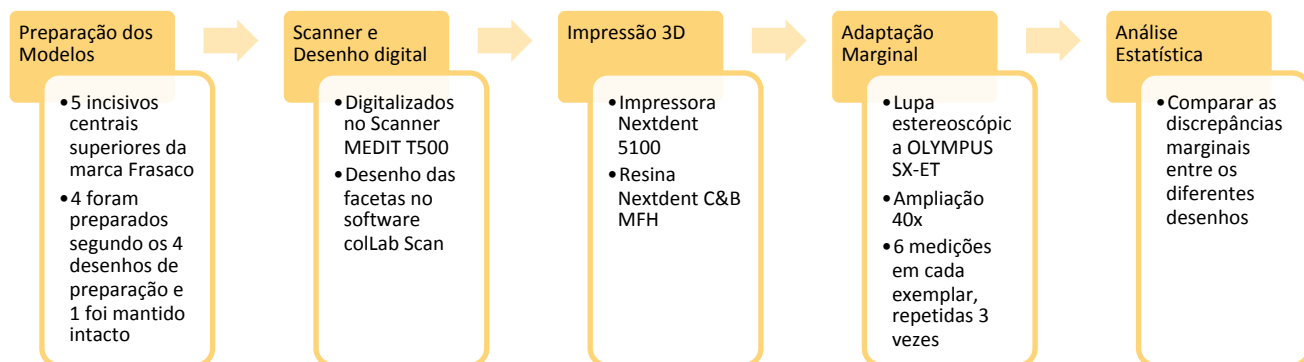 Preparação dos
Modelos
•5 incisivos
centrais
superiores da
marca Frasaco
•4 foram
preparados
segundo os 4
desenhos de
preparação e
1 foi mantido
intacto
Scanner e
Desenho digital
•Digitalizados
no Scanner
MEDIT T500
•Desenho das
facetas no
software
colLab Scan
Impressão 3D
•Impressora
Nextdent
5100
•Resina
Nextdent C&B
MFH
Adaptação
Marginal
•Lupa
estereoscópic
a OLYMPUS
SX-ET
•Ampliação
40x
•6 medições
em cada
exemplar,
repetidas 3
vezes
Análise
Estatística
•Comparar as
discrepâncias
marginais
entre os
diferentes
desenhos